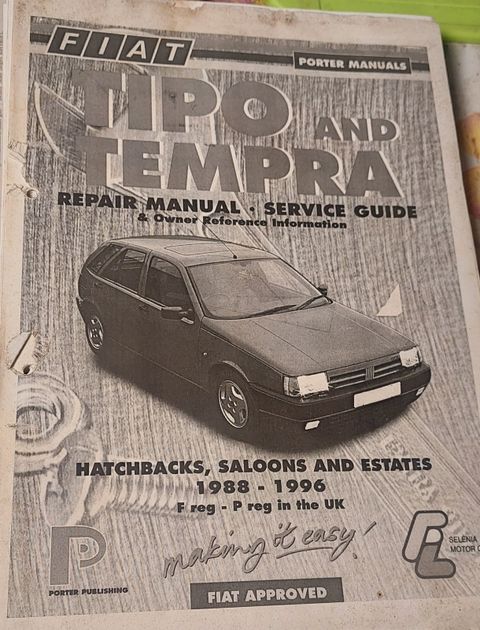 FIAT
PORTER MANUALS
TIPO AND
TEMPRA
REPAIR MANUAL · SERVICE GUIDE
& Owner Reference Information
HATCHBACKS, SALOONS AND ESTATES
1988 - 1996
F reg - P reg in the UK
making it easy!
PORTER PUBLISHING
FIAT APPROVED
SELENIA
MOTOR